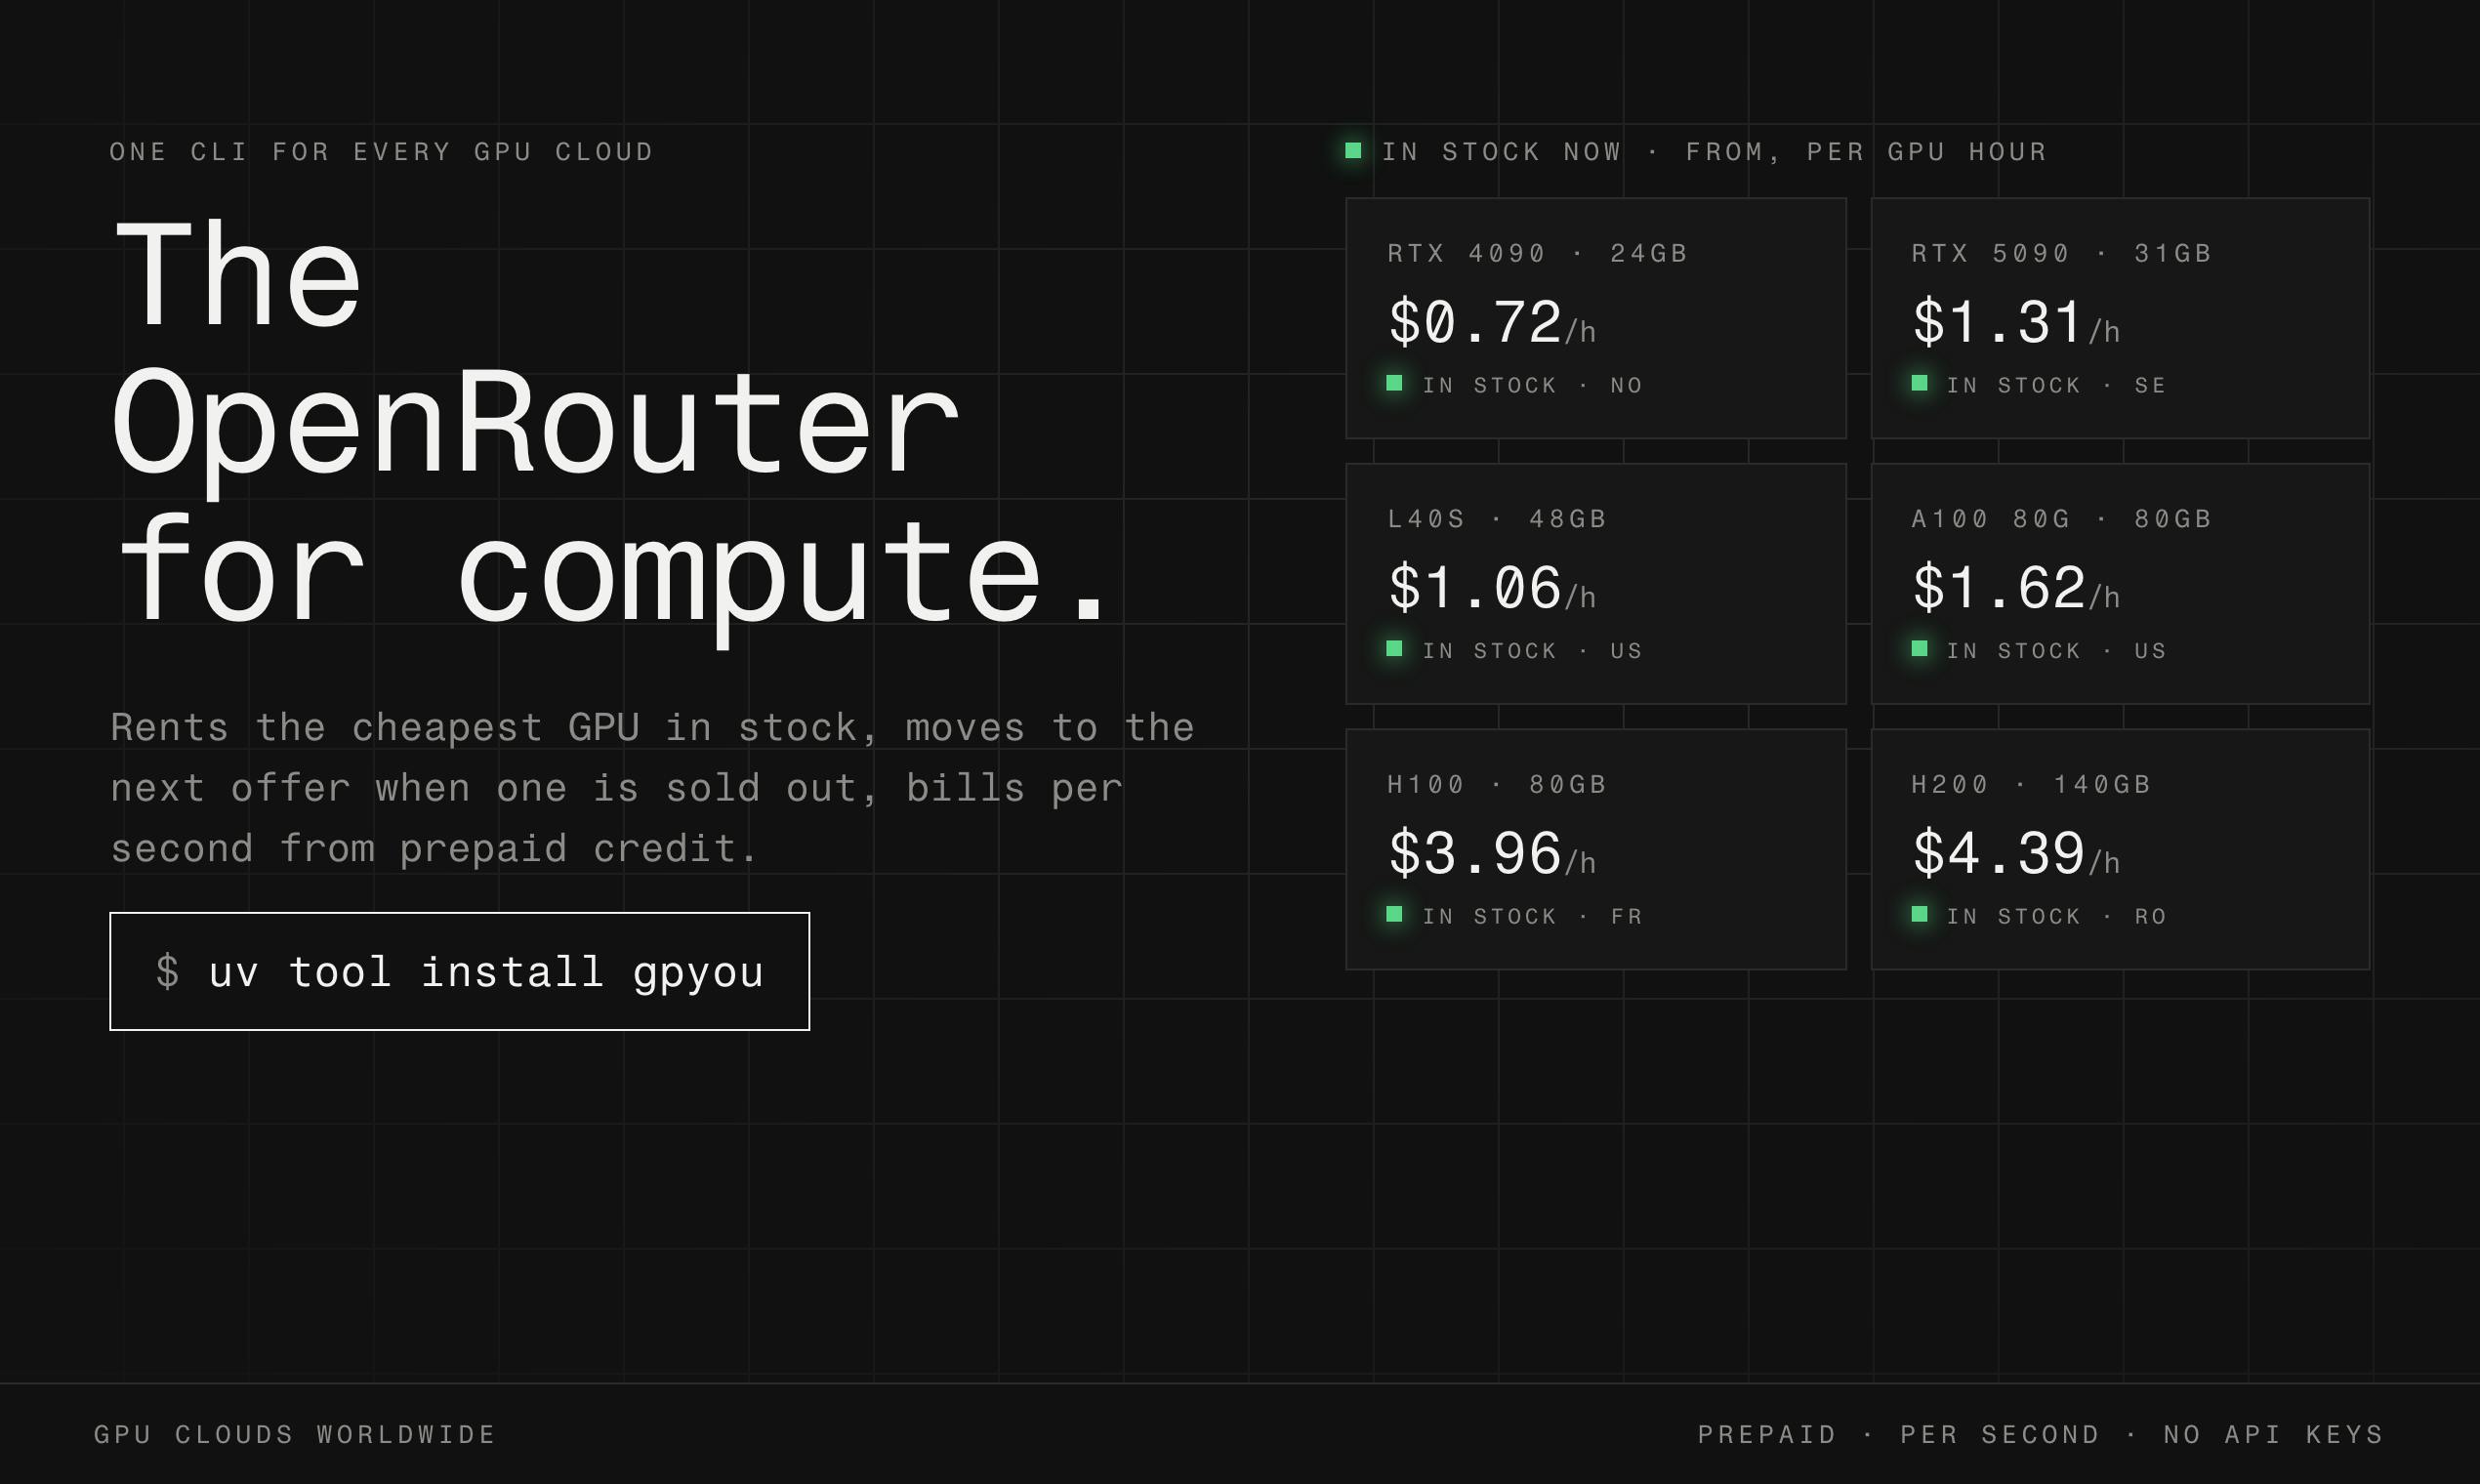 ONE CLI FOR EVERY GPU CLOUD
The
OpenRouter
for compute.
Rents the cheapest GPU in stock, moves to the
next offer when one is sold out, bills per
second from prepaid credit.
$ uv tool install gpyou
IN STOCK NOW · FROM, PER GPU HOUR
RTX 4090 · 24GB
$0.72/h
IN STOCK · NO
RTX 5090 · 31GB
$1.31/h
IN STOCK · SE
L40S · 48GB
$1.06/h
IN STOCK · US
A100 80G · 80GB
$1.62/h
IN STOCK · US
H100 · 80GB
$3.96/h
IN STOCK · FR
H200 · 140GB
$4.39/h
IN STOCK · RO
GPU CLOUDS WORLDWIDE
PREPAID · PER SECOND · NO API KEYS